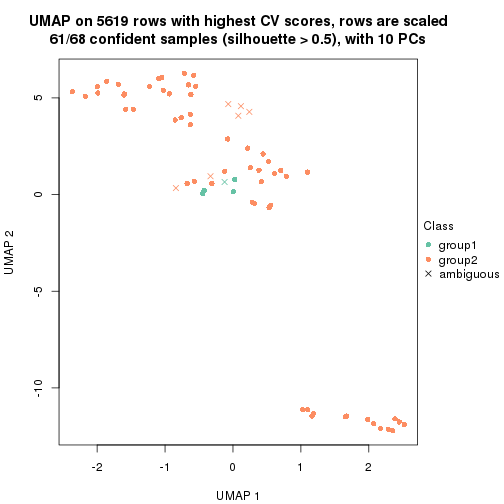 UMAP on 5619 rows with highest CV scores, rows are scaled
61/68 confident samples (silhouette > 0.5), with 10 PCs
5
0
-5
-10
UMAP 2
-2
-1
0
1
2
UMAP 1
Class
group1
group2
ambiguous